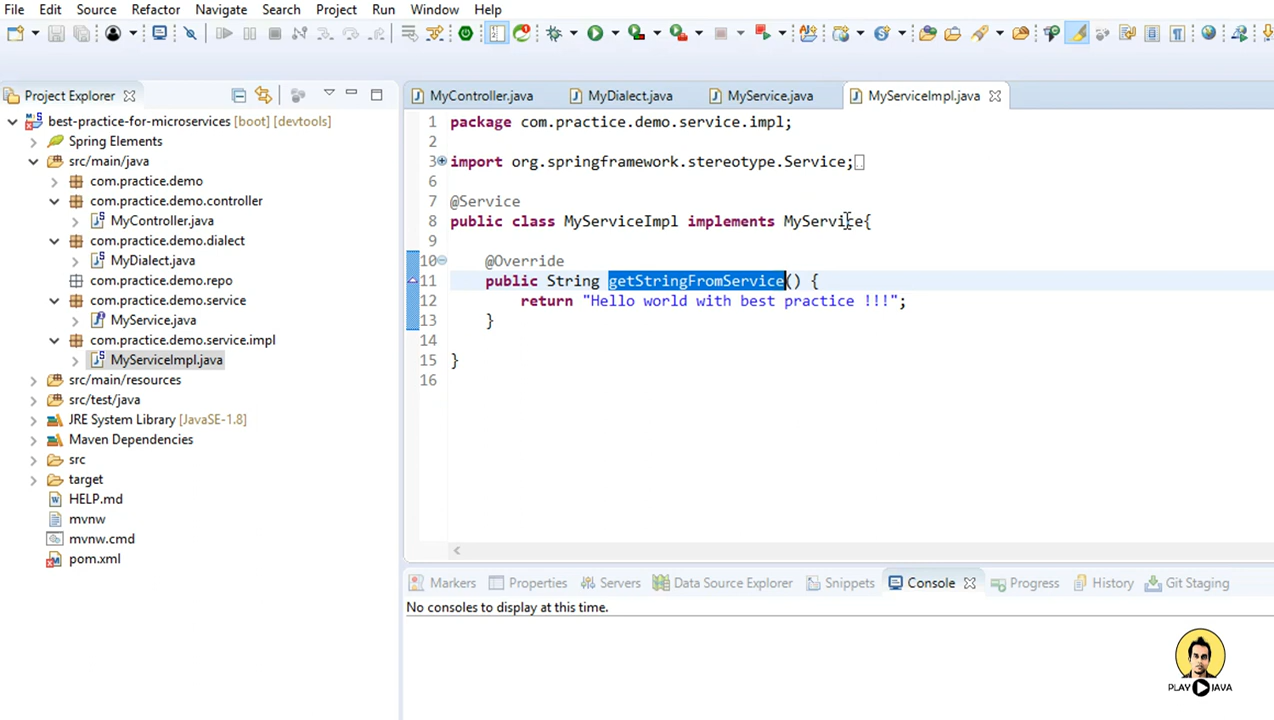 File Edit Source Refactor Navigate Search Project Run Window Help
Project Explorer
best-practice-for-microservices [boot] [devtools]
Spring Elements
src/main/java
com.practice.demo
com.practice.demo.controller
MyController.java
com.practice.demo.dialect
MyDialect.java
com.practice.demo.repo
com.practice.demo.service
MyService.java
com.practice.demo.service.impl
MyServiceImpl.java
src/main/resources
src/test/java
JRE System Library [JavaSE-1.8]
Maven Dependencies
src
target
HELP.md
mvnw
mvnw.cmd
pom.xml
MyController.java MyDialect.java MyService.java MyServiceImpl.java
1 package com.practice.demo.service.impl;
2
3 import org.springframework.stereotype.Service;
6
7 @Service
8 public class MyServiceImpl implements MyService{
9
10 @Override
11 public String getStringFromService() {
12 return "Hello world with best practice !!!";
13 }
14
15 }
16
Markers Properties Servers Data Source Explorer Snippets Console Progress History Git Staging
No consoles to display at this time.
PLAY JAVA